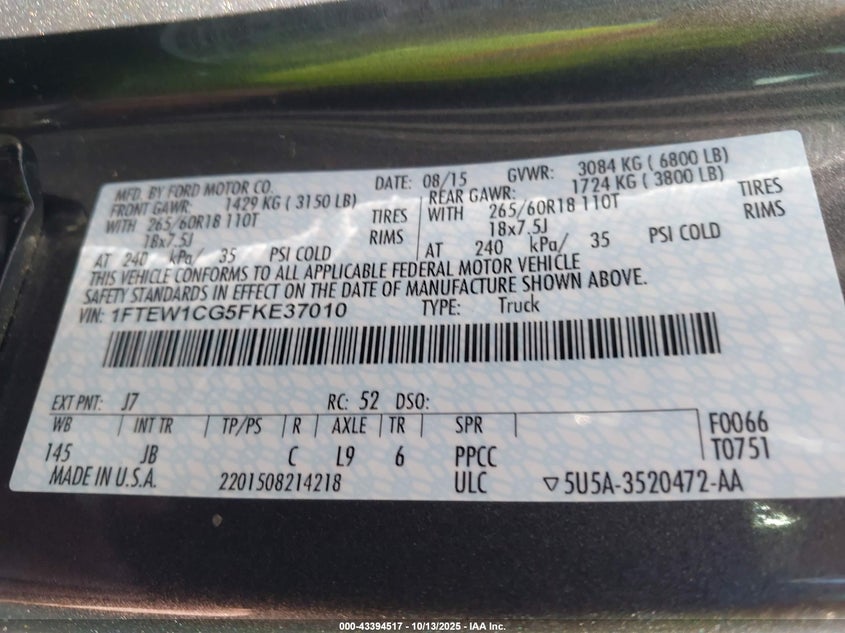 MFD. BY FORD MOTOR CO. DATE: 08/15 GVWR: 3084 KG ( 6800 LB)
FRONT GAWR: 1429 KG ( 3150 LB) REAR GAWR: 1724 KG ( 3800 LB)
WITH 265/60R18 110T TIRES WITH 265/60R18 110T TIRES
18x7.5J RIMS 18x7.5J RIMS
AT 240 kPa/ 35 PSI COLD AT 240 kPa/ 35 PSI COLD
THIS VEHICLE CONFORMS TO ALL APPLICABLE FEDERAL MOTOR VEHICLE
SAFETY STANDARDS IN EFFECT ON THE DATE OF MANUFACTURE SHOWN ABOVE.
VIN: 1FTEW1CG5FKE37010 TYPE: Truck
EXT PNT: J7 RC: 52 DSO:
WB INT TR TP/PS R AXLE TR SPR F0066
145 JB C L9 6 PPCC T0751
MADE IN U.S.A. 2201508214218 ULC ▽5U5A-3520472-AA
000-43394517 - 10/13/2025 - IAA Inc.